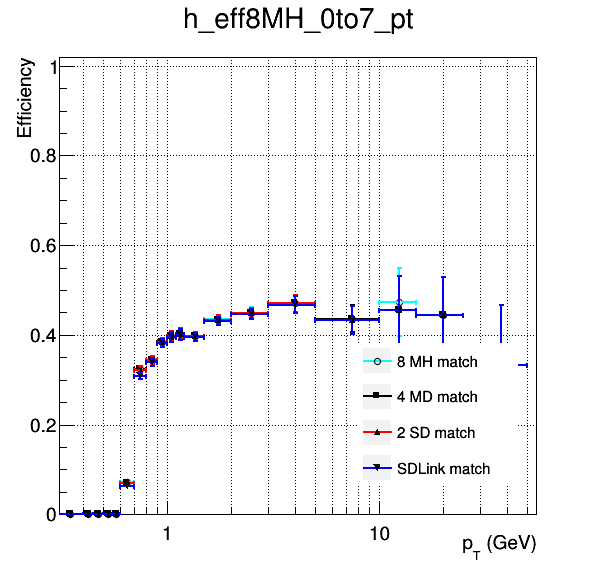 h_eff8MH_0to7_pt
Efficiency
1
0.8
0.6
0.4
0.2
0
8 MH match
4 MD match
2 SD match
SDLink match
1
10
pT (GeV)